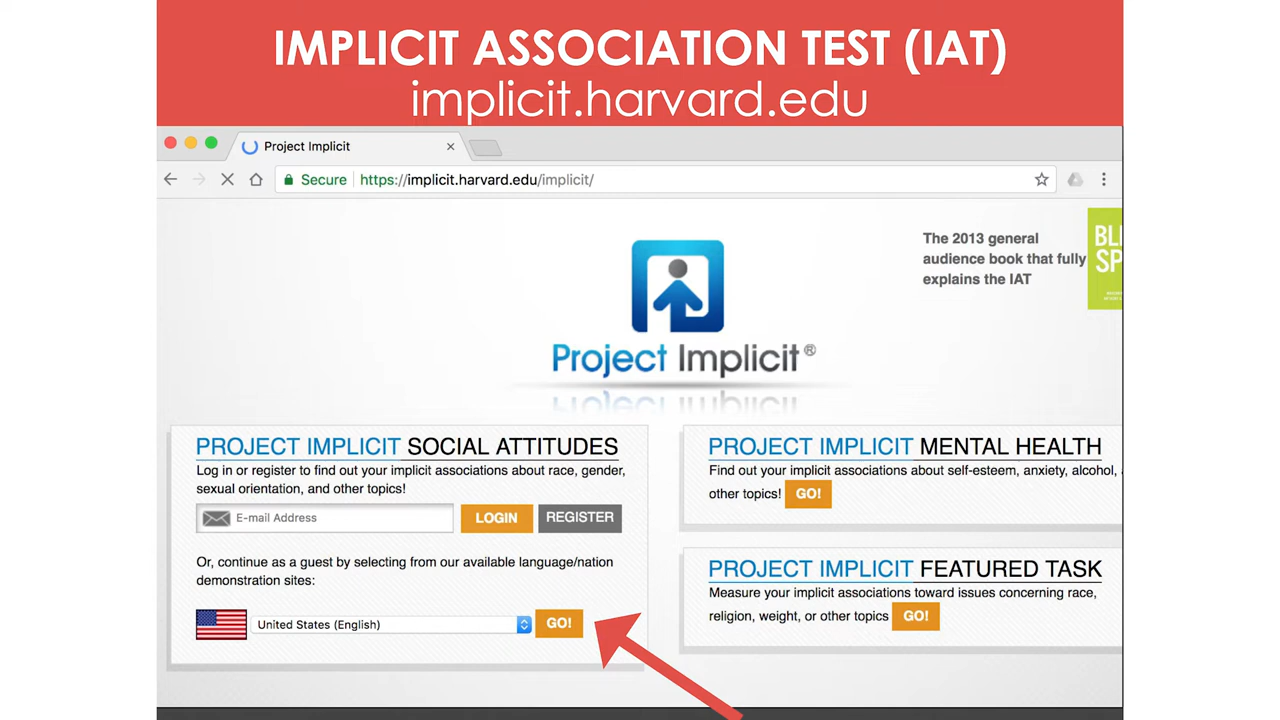 IMPLICIT ASSOCIATION TEST (IAT)
implicit.harvard.edu
Project Implicit
Secure https://implicit.harvard.edu/implicit/
The 2013 general
audience book that fully
explains the IAT
BL
SP
Project Implicit®
PROJECT IMPLICIT SOCIAL ATTITUDES
Log in or register to find out your implicit associations about race, gender,
sexual orientation, and other topics!
E-mail Address LOGIN REGISTER
Or, continue as a guest by selecting from our available language/nation
demonstration sites:
United States (English) GO!
PROJECT IMPLICIT MENTAL HEALTH
Find out your implicit associations about self-esteem, anxiety, alcohol,
other topics! GO!
PROJECT IMPLICIT FEATURED TASK
Measure your implicit associations toward issues concerning race,
religion, weight, or other topics GO!